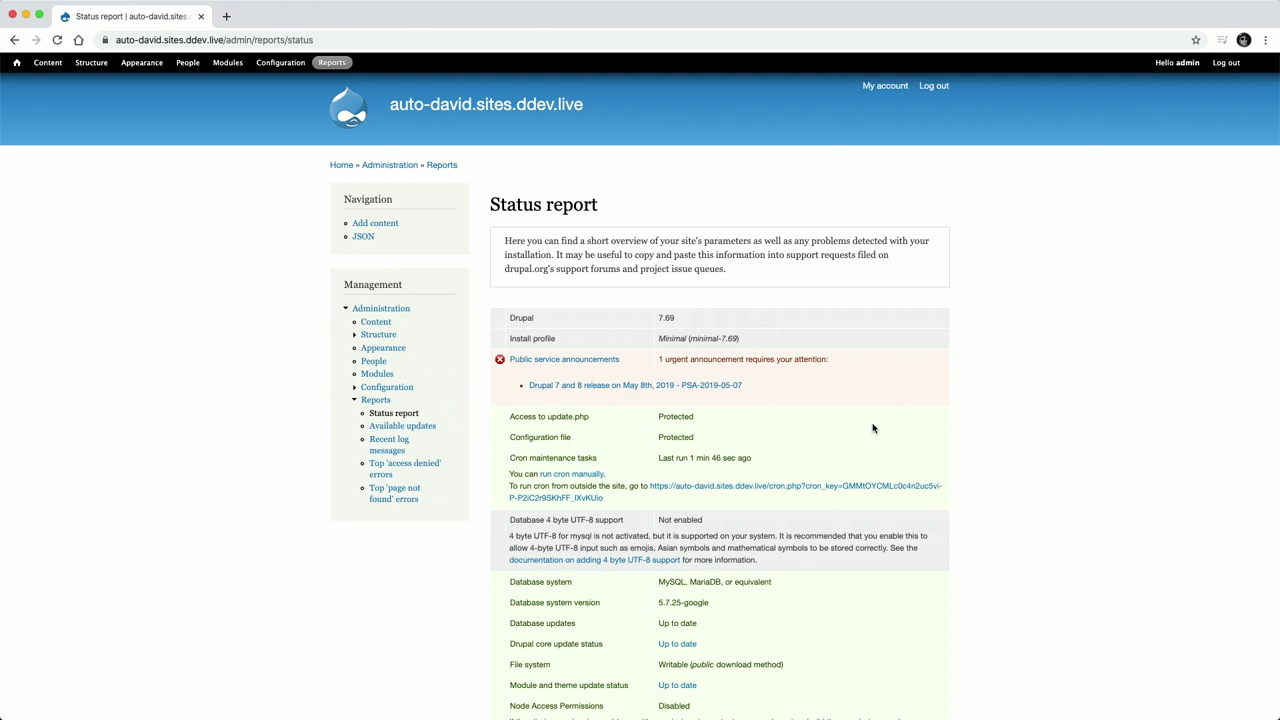 Status report | auto-david.sites.
auto-david.sites.ddev.live/admin/reports/status
Content Structure Appearance People Modules Configuration Reports Hello admin Log out
My account Log out
auto-david.sites.ddev.live
Home » Administration » Reports
Navigation
Add content
JSON
Management
Administration
Content
Structure
Appearance
People
Modules
Configuration
Reports
Status report
Available updates
Recent log
messages
Top 'access denied'
errors
Top 'page not
found' errors
Status report
Here you can find a short overview of your site's parameters as well as any problems detected with your
installation. It may be useful to copy and paste this information into support requests filed on
drupal.org's support forums and project issue queues.
Drupal 7.69
Install profile Minimal (minimal-7.69)
Public service announcements 1 urgent announcement requires your attention:
Drupal 7 and 8 release on May 8th, 2019 - PSA-2019-05-07
Access to update.php Protected
Configuration file Protected
Cron maintenance tasks Last run 1 min 46 sec ago
You can run cron manually.
To run cron from outside the site, go to https://auto-david.sites.ddev.live/cron.php?cron_key=GMMtOYCMLc0c4n2uc5vi-
P-P2iC2r9SKhFF_lXvKUio
Database 4 byte UTF-8 support Not enabled
4 byte UTF-8 for mysql is not activated, but it is supported on your system. It is recommended that you enable this to
allow 4-byte UTF-8 input such as emojis, Asian symbols and mathematical symbols to be stored correctly. See the
documentation on adding 4 byte UTF-8 support for more information.
Database system MySQL, MariaDB, or equivalent
Database system version 5.7.25-google
Database updates Up to date
Drupal core update status Up to date
File system Writable (public download method)
Module and theme update status Up to date
Node Access Permissions Disabled